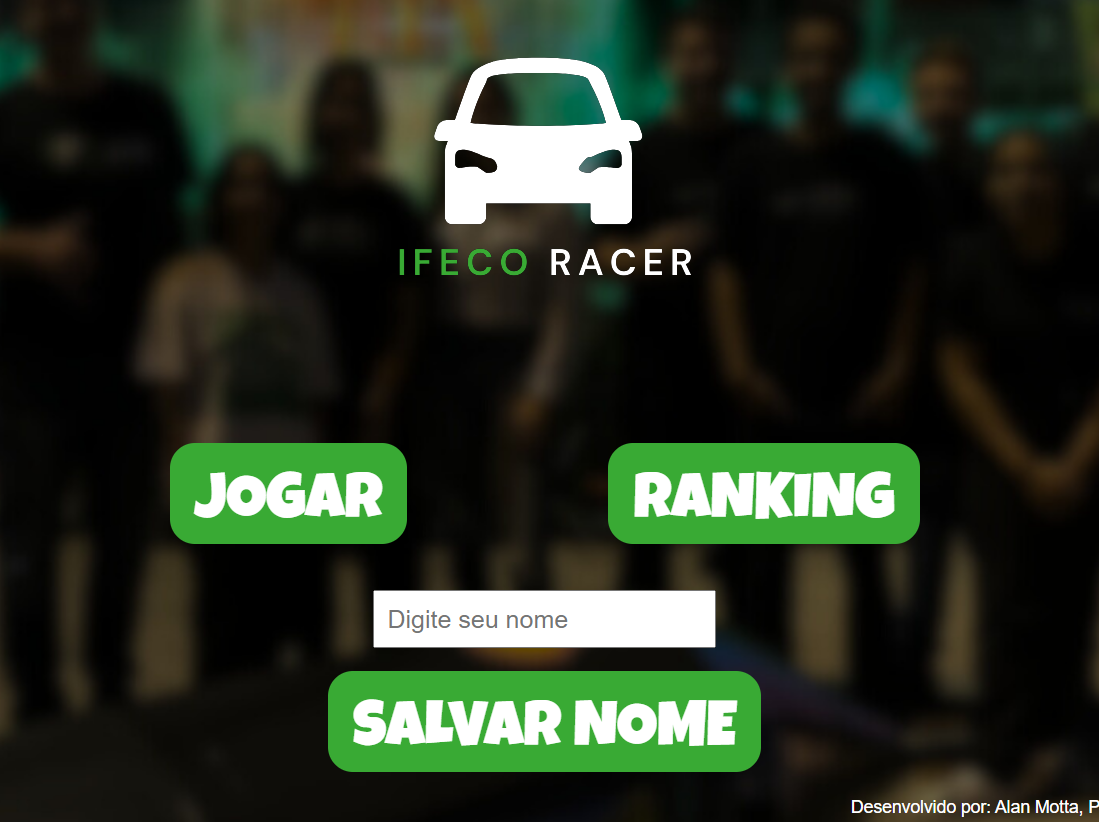 IFECO RACER
JOGAR
RANKING
Digite seu nome
SALVAR NOME
Desenvolvido por: Alan Motta, P